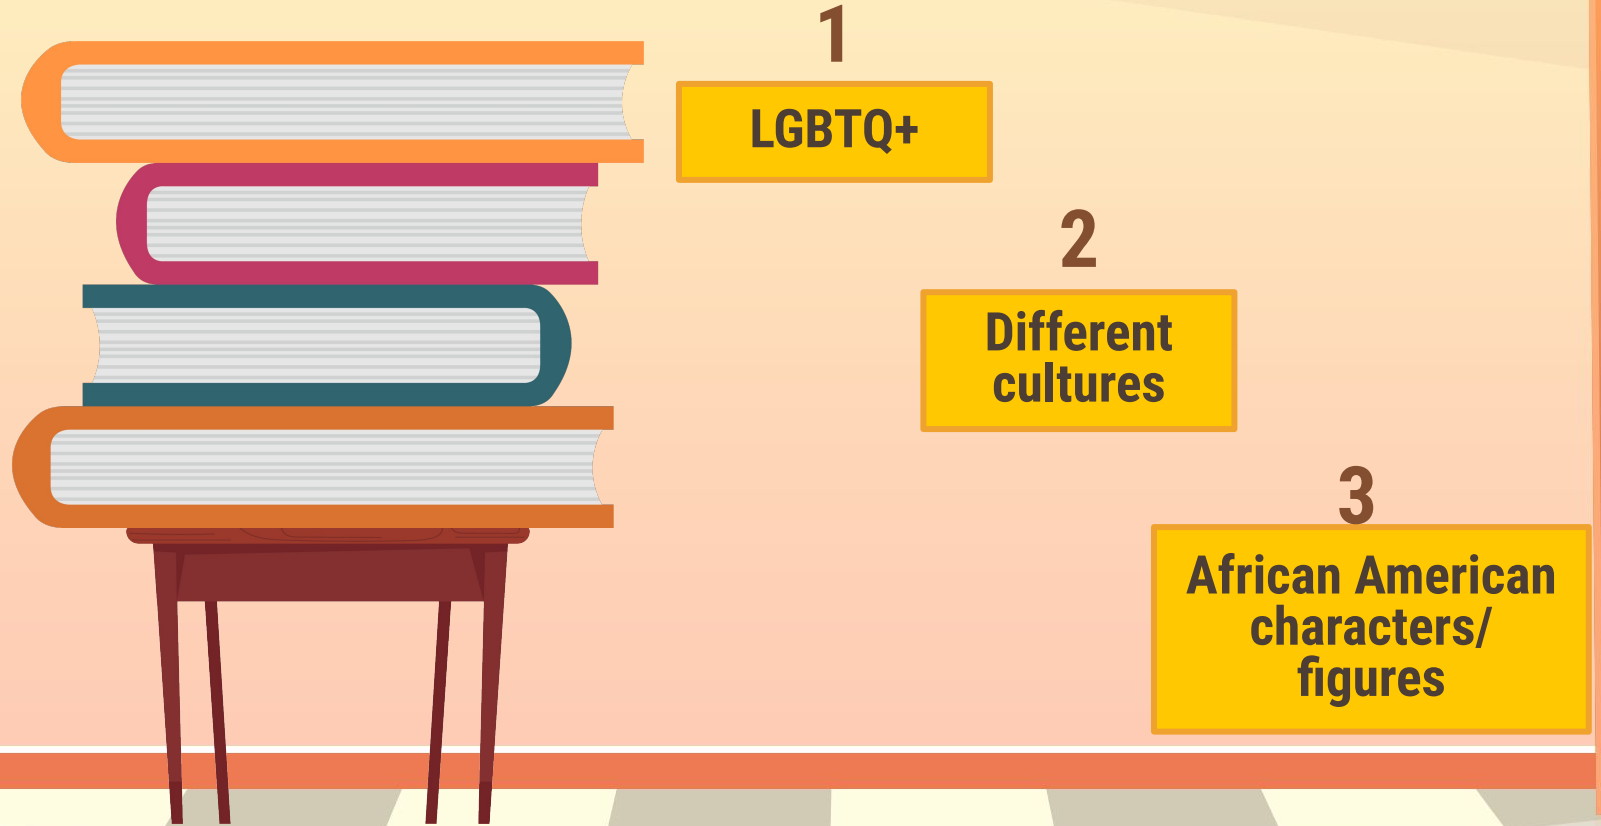 1
LGBTQ+
2
Different
cultures
3
African American
characters/
figures